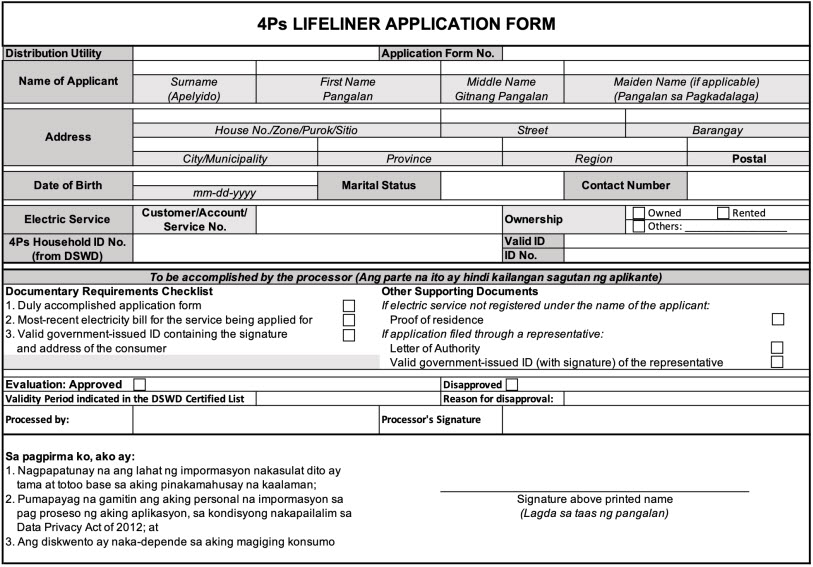 4Ps LIFELINER APPLICATION FORM
Distribution Utility
Application Form No.
Name of Applicant
Surname
(Apelyido)
First Name
Pangalan
Middle Name
Gitnang Pangalan
Maiden Name (if applicable)
(Pangalan sa Pagkadalaga)
Address
House No./Zone/Purok/Sitio
Street
Barangay
City/Municipality
Province
Region
Postal
Date of Birth
mm-dd-yyyy
Marital Status
Contact Number
Electric Service
Customer/Account/
Service No.
Ownership
Owned
Rented
Others: ____________________
4Ps Household ID No.
(from DSWD)
Valid ID
ID No.
To be accomplished by the processor (Ang parte na ito ay hindi kailangan sagutan ng aplikante)
Documentary Requirements Checklist
1. Duly accomplished application form
2. Most-recent electricity bill for the service being applied for
3. Valid government-issued ID containing the signature
and address of the consumer
Other Supporting Documents
If electric service not registered under the name of the applicant:
Proof of residence
If application filed through a representative:
Letter of Authority
Valid government-issued ID (with signature) of the representative
Evaluation: Approved
Disapproved
Validity Period indicated in the DSWD Certified List
Reason for disapproval:
Processed by:
Processor's Signature
Sa pagpirma ko, ako ay:
1. Nagpapatunay na ang lahat ng impormasyon nakasulat dito ay
tama at totoo base sa aking pinakamahusay na kaalaman;
2. Pumapayag na gamitin ang aking personal na impormasyon sa
pag proseso ng aking aplikasyon, sa kondisyong nakapailalim sa
Data Privacy Act of 2012; at
3. Ang diskwento ay naka-depende sa aking magiging konsumo
Signature above printed name
(Lagda sa taas ng pangalan)